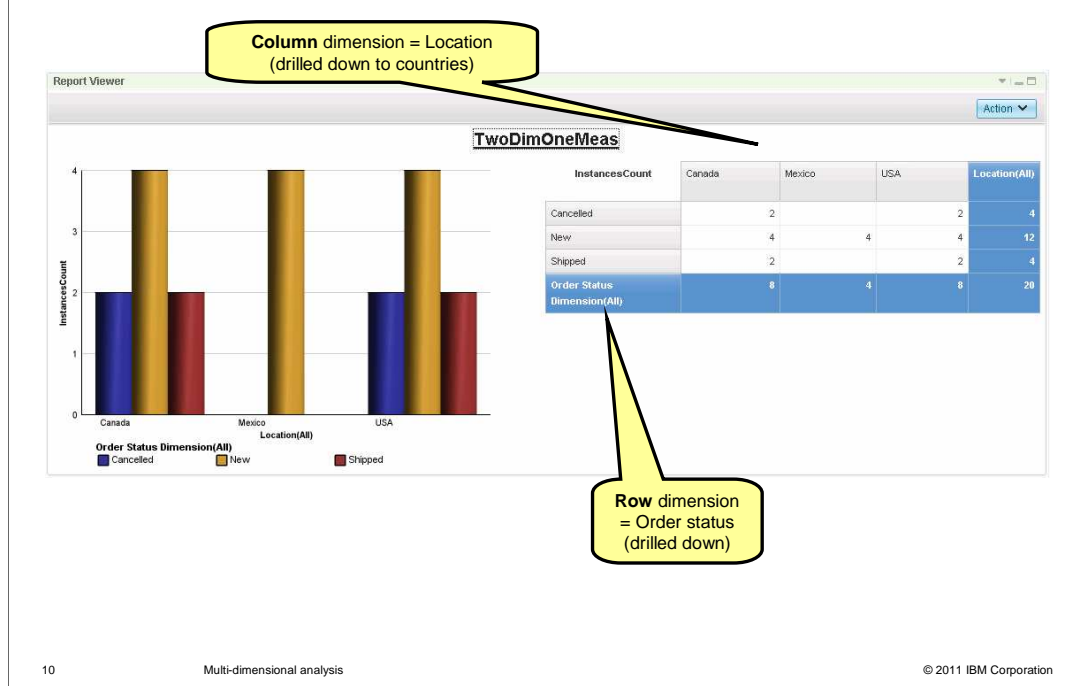 Column dimension = Location
(drilled down to countries)
Report Viewer
Action
TwoDimOneMeas
4
3
2
1
0
InstancesCount
Canada Mexico USA
Location(All)
Order Status Dimension(All)
Cancelled New Shipped
InstancesCount Canada Mexico USA Location(All)
Cancelled 2 2 4
New 4 4 4 12
Shipped 2 2 4
Order Status 8 4 8 20
Dimension(All)
Row dimension
= Order status
(drilled down)
10 Multi-dimensional analysis © 2011 IBM Corporation